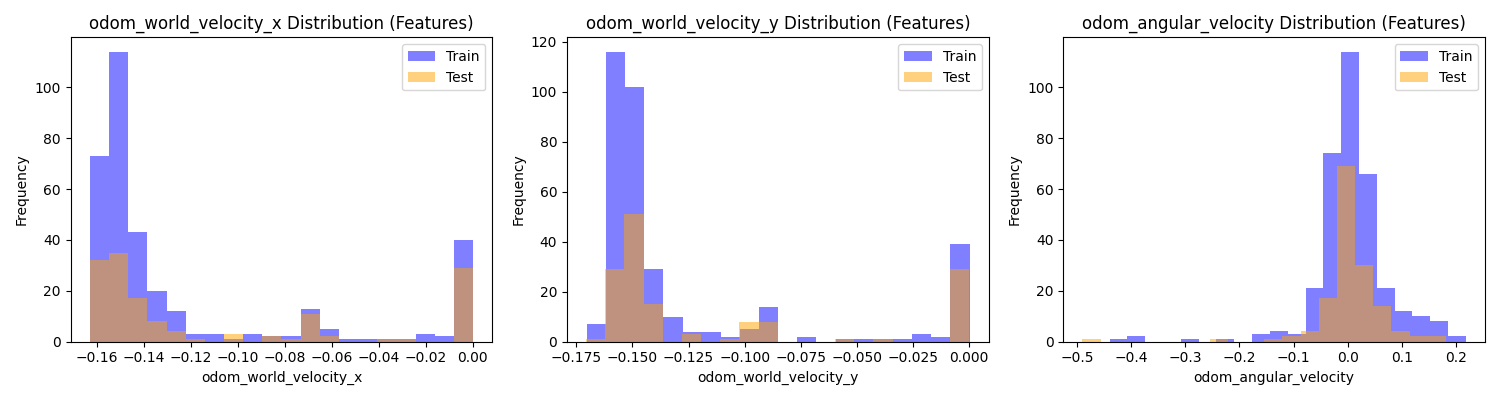 odom_world_velocity_x Distribution (Features)
Train
Test
100
80
60
40
20
0
Frequency
−0.16 −0.14 −0.12 −0.10 −0.08 −0.06 −0.04 −0.02 0.00
odom_world_velocity_x
odom_world_velocity_y Distribution (Features)
Train
Test
120
100
80
60
40
20
0
Frequency
−0.175 −0.150 −0.125 −0.100 −0.075 −0.050 −0.025 0.000
odom_world_velocity_y
odom_angular_velocity Distribution (Features)
Train
Test
100
80
60
40
20
0
Frequency
−0.5 −0.4 −0.3 −0.2 −0.1 0.0 0.1 0.2
odom_angular_velocity